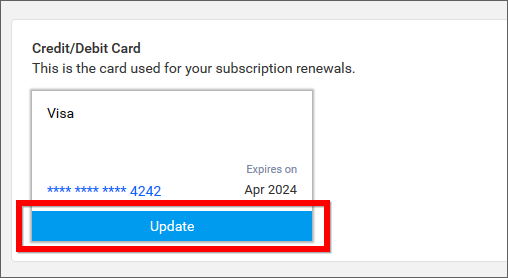 Credit/Debit Card
This is the card used for your subscription renewals.
Visa
Expires on
**** **** **** 4242 Apr 2024
Update